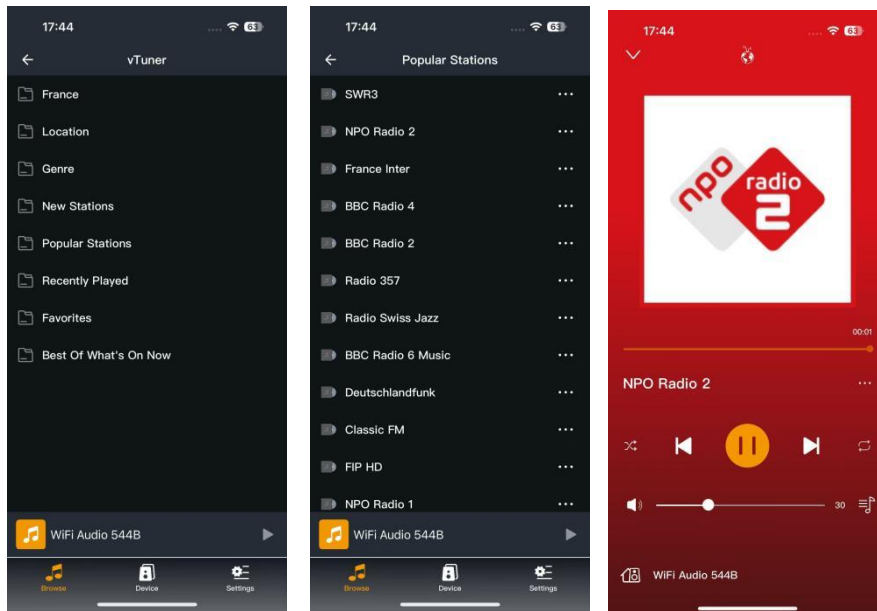 17:44
63
vTuner
France
Location
Genre
New Stations
Popular Stations
Recently Played
Favorites
Best Of What's On Now
WiFi Audio 544B
Browse
Device
Settings
17:44
63
Popular Stations
SWR3
NPO Radio 2
France Inter
BBC Radio 4
BBC Radio 2
Radio 357
Radio Swiss Jazz
BBC Radio 6 Music
Deutschlandfunk
Classic FM
FIP HD
NPO Radio 1
WiFi Audio 544B
Browse
Device
Settings
17:44
63
npo
radio
2
00:01
NPO Radio 2
30
WiFi Audio 544B